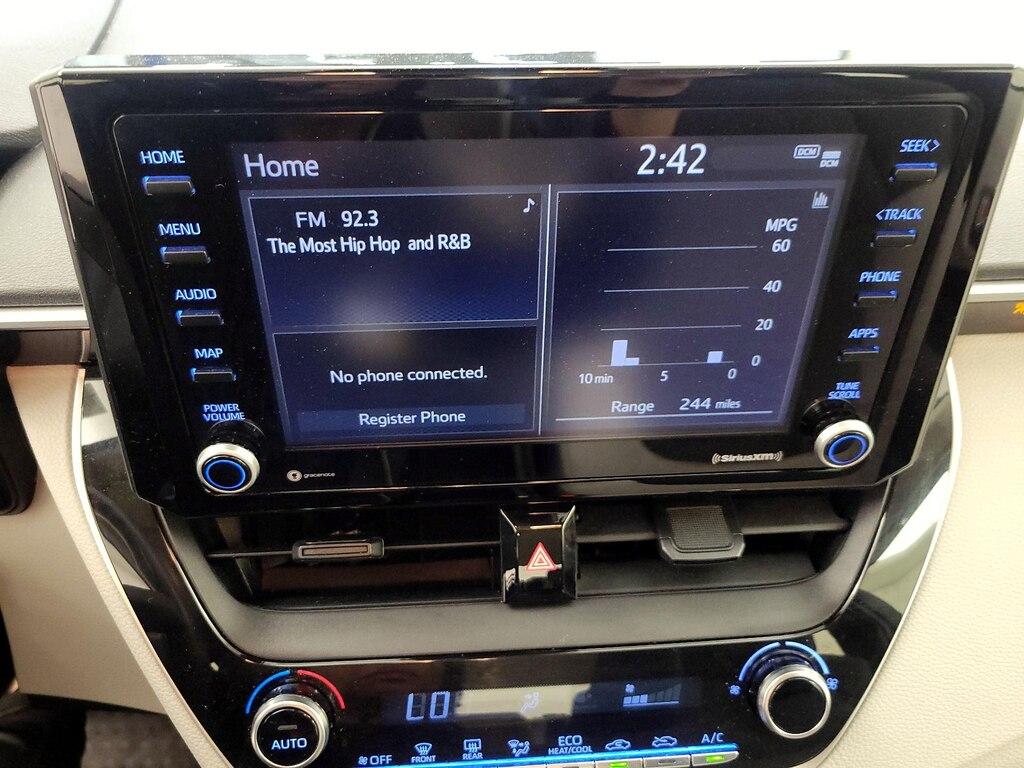 HOME
MENU
AUDIO
MAP
POWER
VOLUME
Home
2:42
DCM
DCM
FM 92.3
The Most Hip Hop and R&B
No phone connected.
Register Phone
MPG
60
40
20
0
10 min 5 0
Range 244 miles
SEEK>
<TRACK
PHONE
APPS
TUNE
SCROLL
gracenote
((SiriusXM))
LO
AUTO
OFF
FRONT
REAR
ECO
HEAT/COOL
A/C